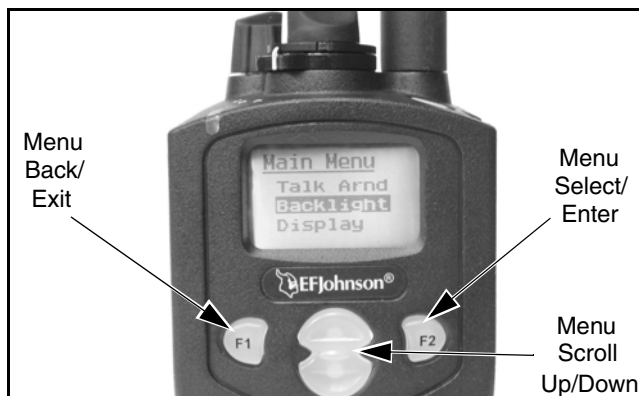 Menu
Back/
Exit
Main Menu
Talk Arnd
Backlight
Display
EFJohnson®
F1
F2
Menu
Select/
Enter
Menu
Scroll
Up/Down